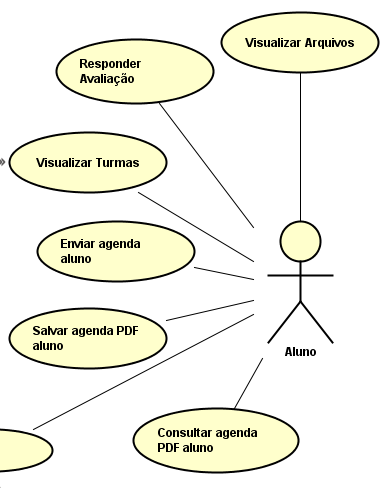 Visualizar Arquivos
Responder
Avaliação
Visualizar Turmas
Enviar agenda
aluno
Salvar agenda PDF
aluno
Aluno
Consultar agenda
PDF aluno